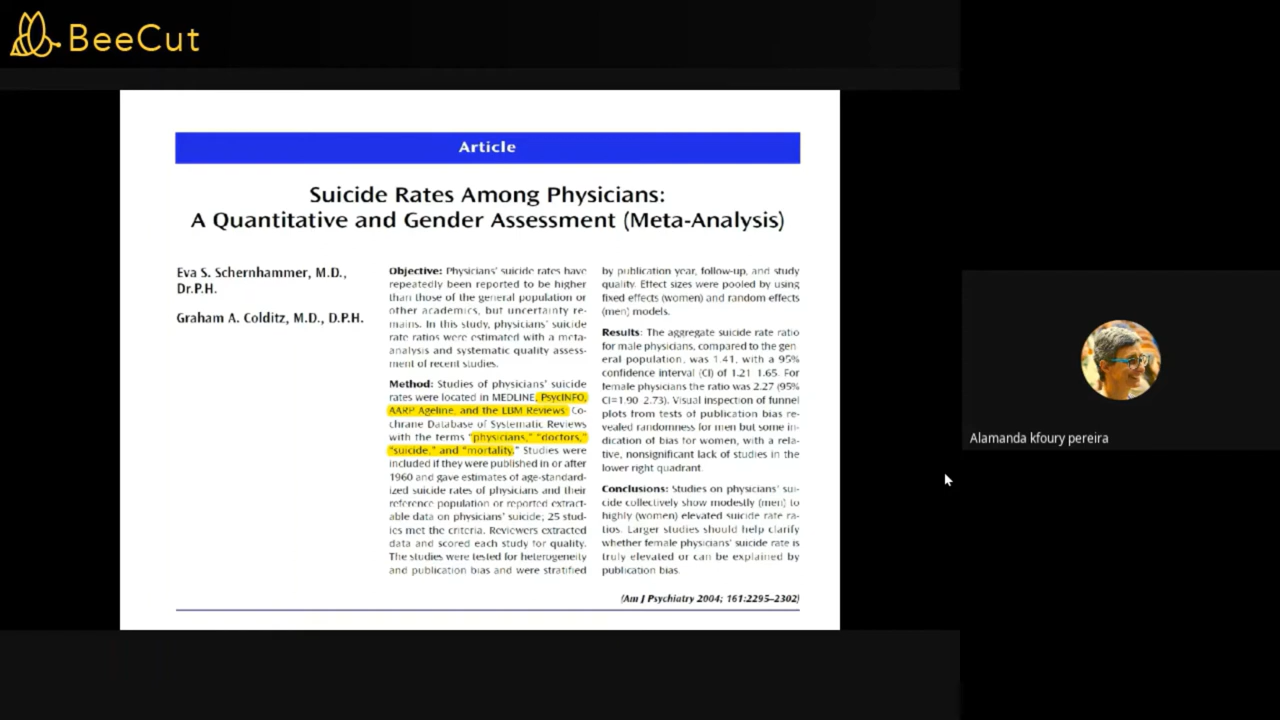 BeeCut
Article
Suicide Rates Among Physicians:
A Quantitative and Gender Assessment (Meta-Analysis)
Eva S. Schernhammer, M.D.,
Dr.P.H.
Graham A. Colditz, M.D., D.P.H.
Objective: Physicians' suicide rates have
repeatedly been reported to be higher
than those of the general population or
other academics, but uncertainty re-
mains. In this study, physicians' suicide
rate ratios were estimated with a meta-
analysis and systematic quality assess-
ment of recent studies.
Method: Studies of physicians' suicide
rates were located in MEDLINE, PsycINFO,
AARP Ageline, and the EBM Reviews: Co-
chrane Database of Systematic Reviews
with the terms "physicians," "doctors,"
"suicide," and "mortality." Studies were
included if they were published in or after
1960 and gave estimates of age-standard-
ized suicide rates of physicians and their
reference population or reported extract-
able data on physicians' suicide; 25 stud-
ies met the criteria. Reviewers extracted
data and scored each study for quality.
The studies were tested for heterogeneity
and publication bias and were stratified
by publication year, follow-up, and study
quality. Effect sizes were pooled by using
fixed effects (women) and random effects
(men) models.
Results: The aggregate suicide rate ratio
for male physicians, compared to the gen
eral population, was 1.41, with a 95%
confidence interval (CI) of 1.21 1.65. For
female physicians the ratio was 2.27 (95%
CI=1.90 2.73). Visual inspection of funnel
plots from tests of publication bias re-
vealed randomness for men but some in-
dication of bias for women, with a rela-
tive, nonsignificant lack of studies in the
lower right quadrant.
Conclusions: Studies on physicians' sui-
cide collectively show modestly (men) to
highly (women) elevated suicide rate ra-
tios. Larger studies should help clarify
whether female physicians' suicide rate is
truly elevated or can be explained by
publication bias.
(Am J Psychiatry 2004; 161:2295–2302)
Alamanda kfoury pereira